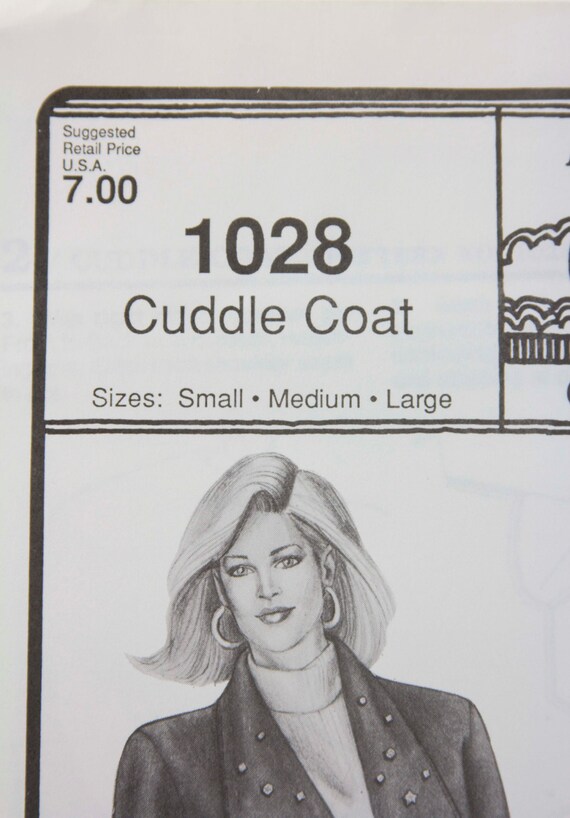 Suggested
Retail Price
U.S.A.
7.00
1028
Cuddle Coat
Sizes: Small • Medium • Large